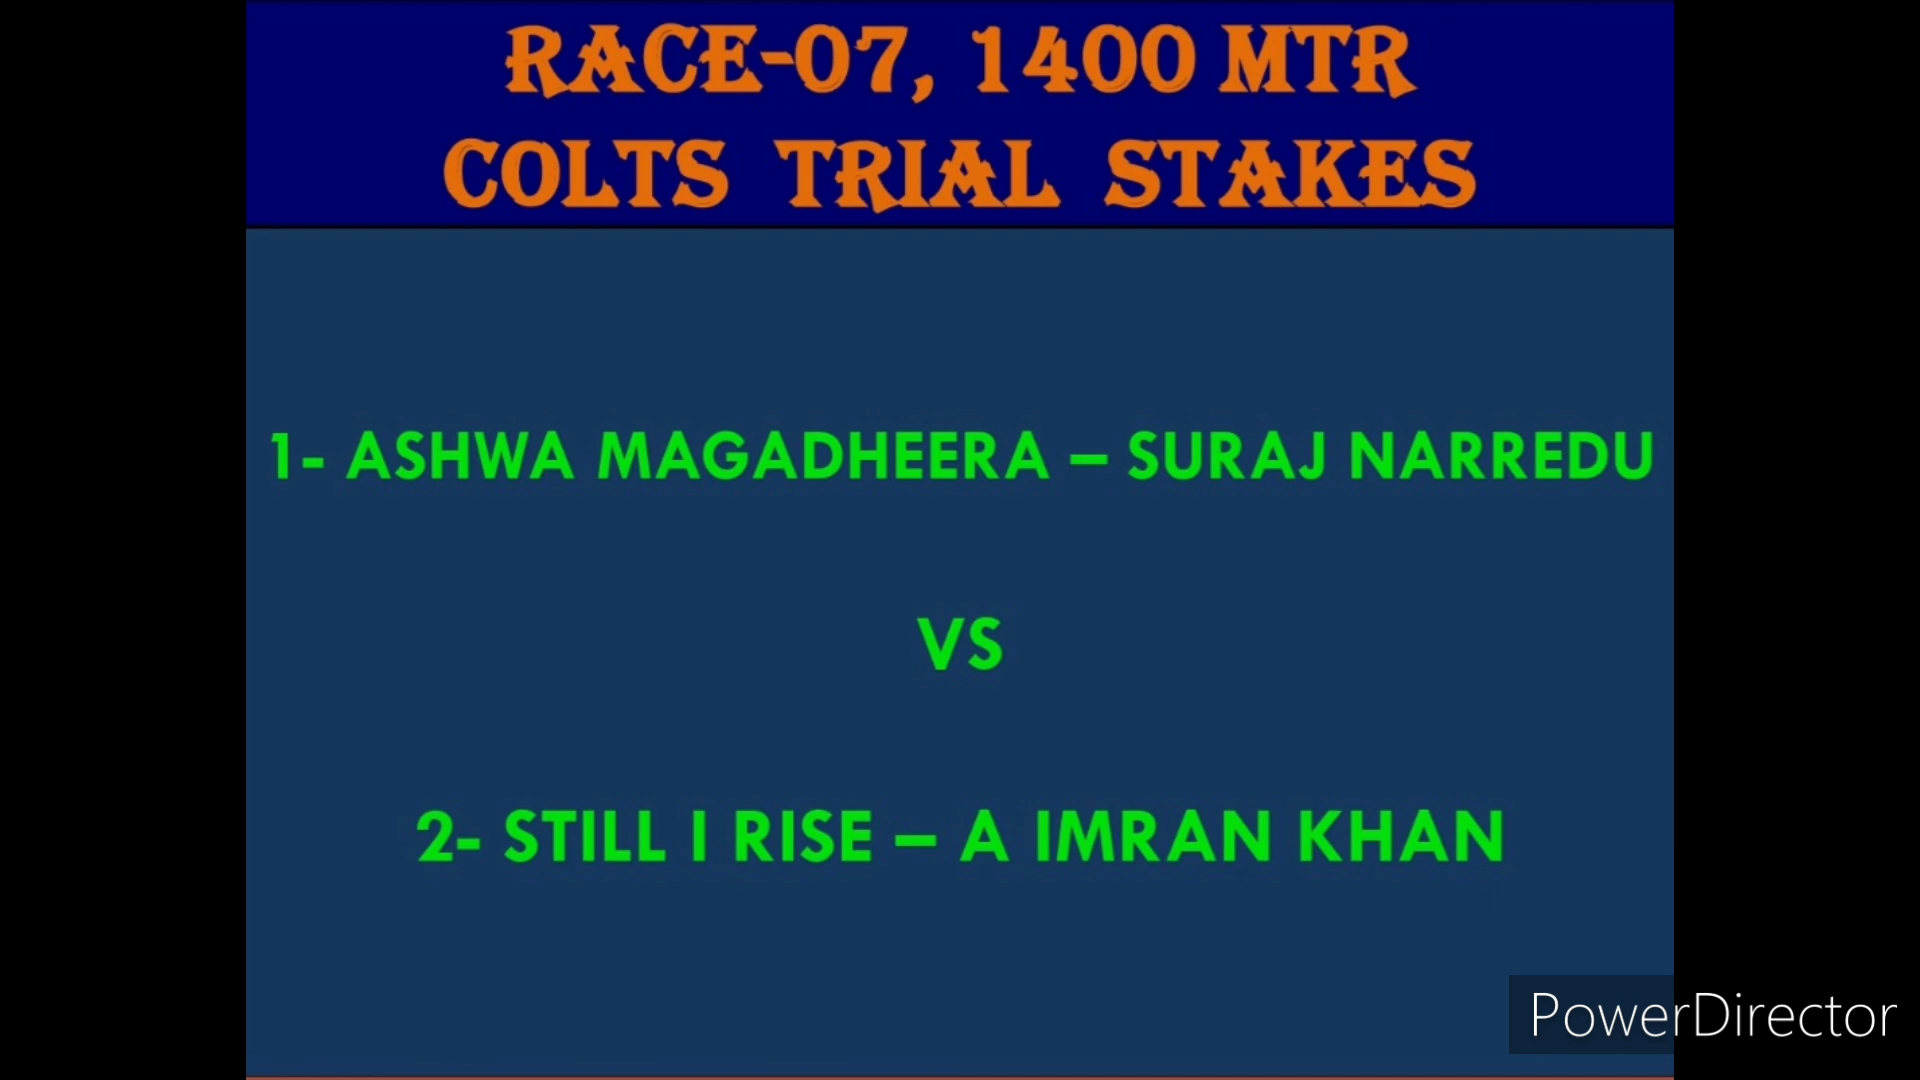 RACE-07, 1400 MTR
COLTS TRIAL STAKES
1- ASHWA MAGADHEERA – SURAJ NARREDU
VS
2- STILL I RISE – A IMRAN KHAN
PowerDirector